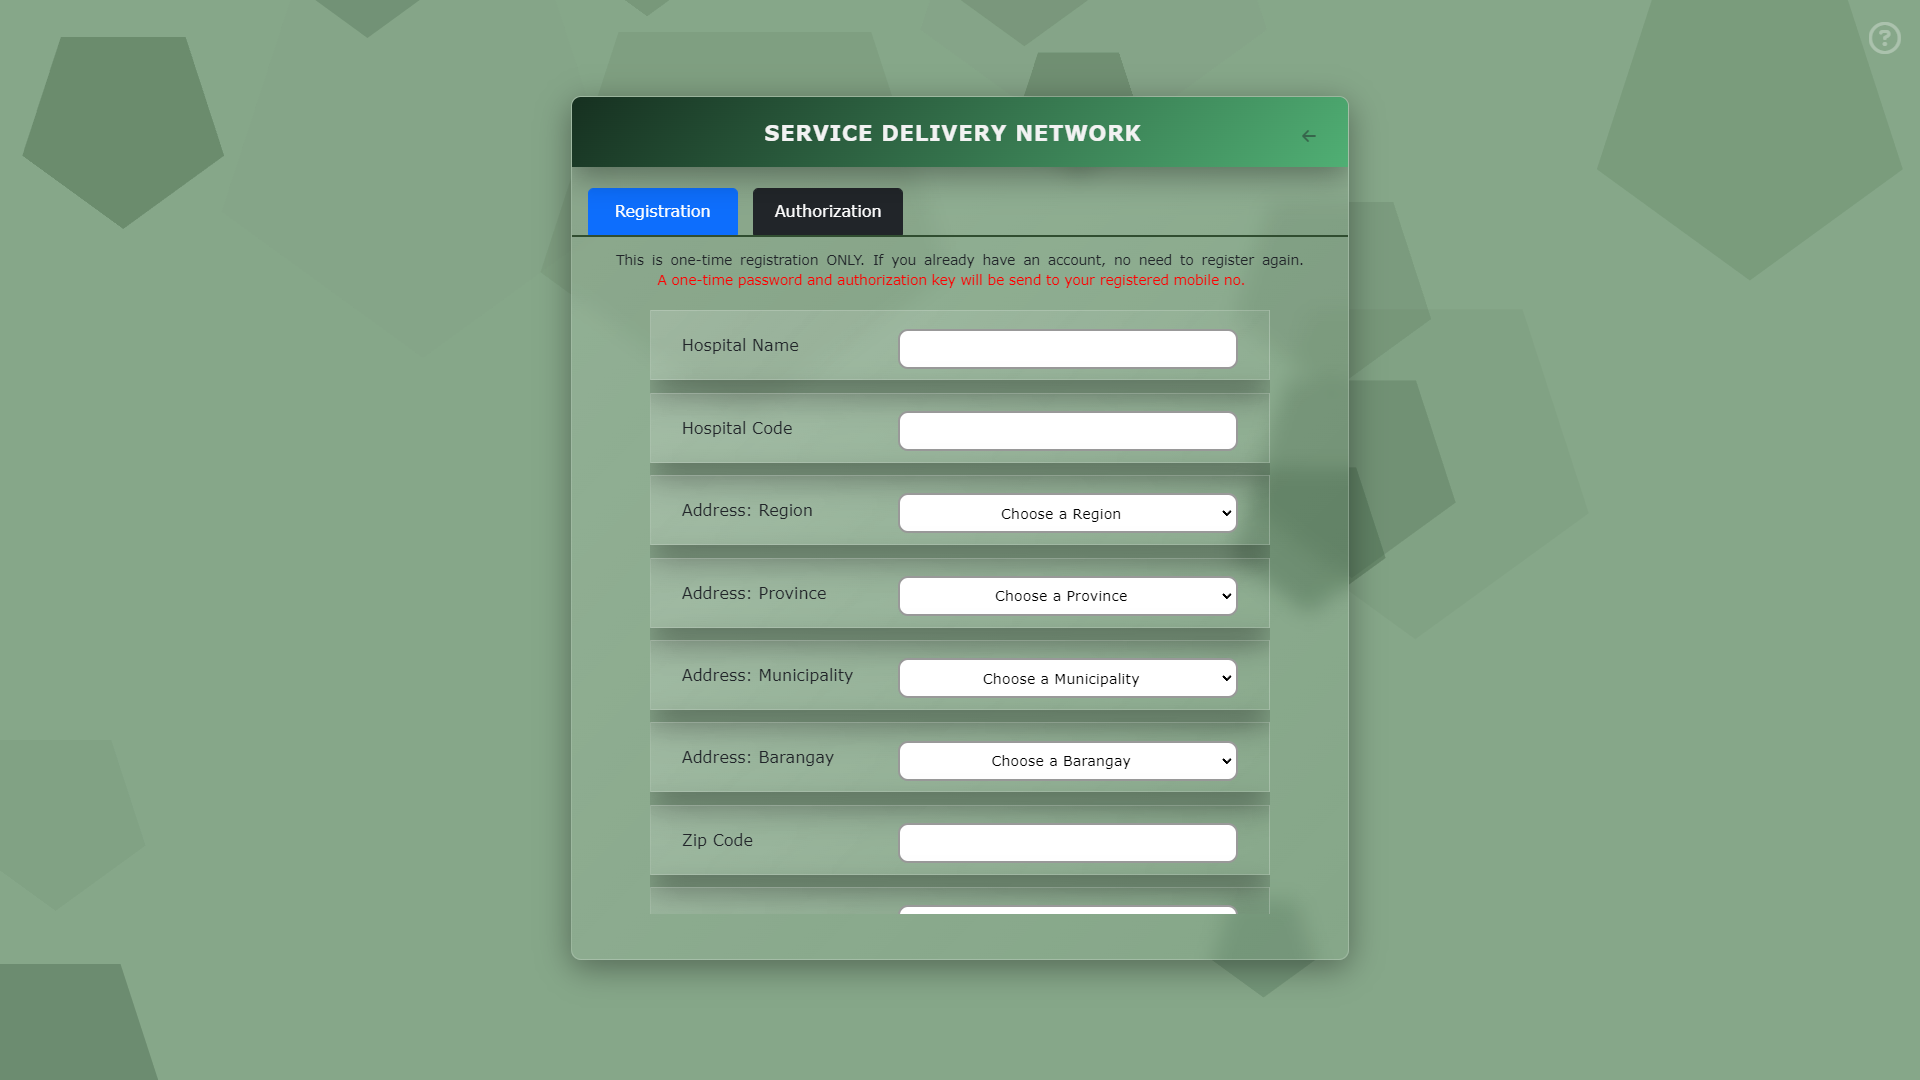 ?
SERVICE DELIVERY NETWORK
Registration
Authorization
This is one-time registration ONLY. If you already have an account, no need to register again.
A one-time password and authorization key will be send to your registered mobile no.
Hospital Name
Hospital Code
Address: Region
Choose a Region
Address: Province
Choose a Province
Address: Municipality
Choose a Municipality
Address: Barangay
Choose a Barangay
Zip Code